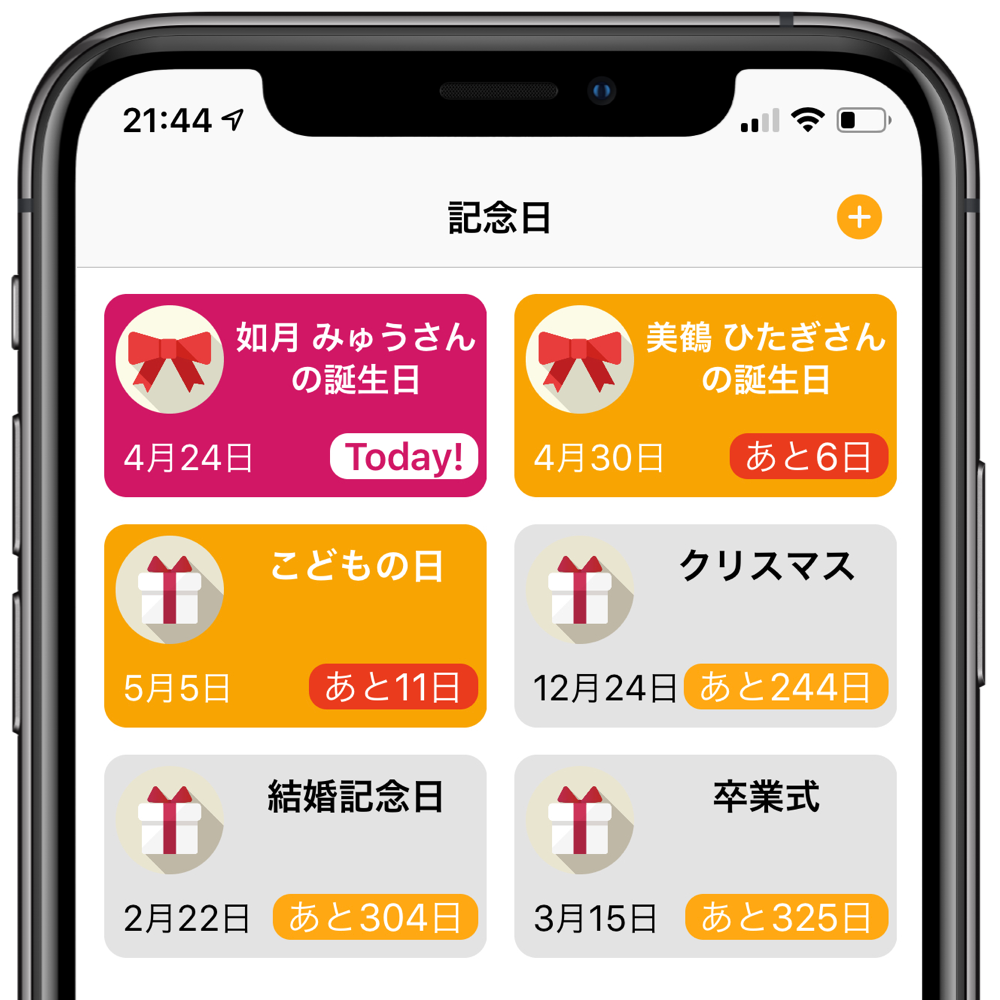 21:44
記念日
如月 みゅうさん
の誕生日
4月24日
Today!
美鶴 ひたぎさん
の誕生日
4月30日
あと6日
こどもの日
5月5日
あと11日
クリスマス
12月24日
あと244日
結婚記念日
2月22日
あと304日
卒業式
3月15日
あと325日